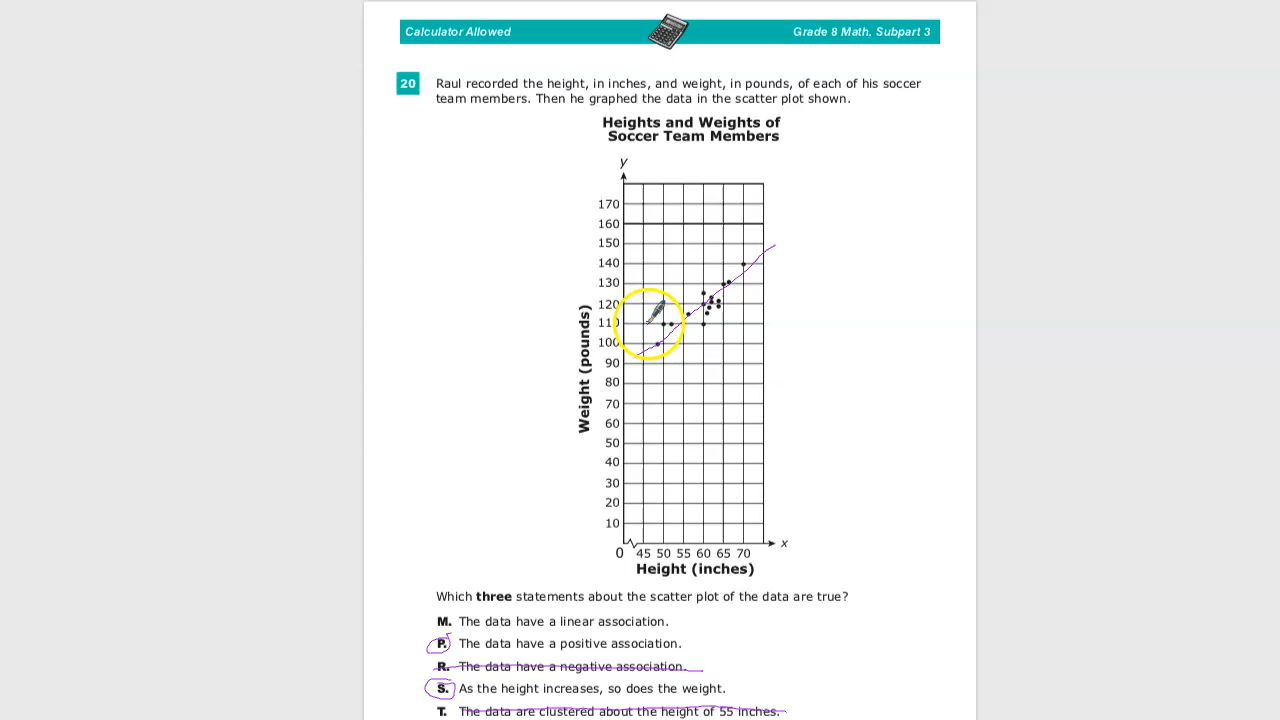 Calculator Allowed
Grade 8 Math, Subpart 3
20
Raul recorded the height, in inches, and weight, in pounds, of each of his soccer
team members. Then he graphed the data in the scatter plot shown.
Heights and Weights of
Soccer Team Members
y
170
160
150
140
130
120
110
100
90
80
70
60
50
40
30
20
10
Weight (pounds)
0 45 50 55 60 65 70
x
Height (inches)
Which three statements about the scatter plot of the data are true?
M. The data have a linear association.
P. The data have a positive association.
R. The data have a negative association.
S. As the height increases, so does the weight.
T. The data are clustered about the height of 55 inches.